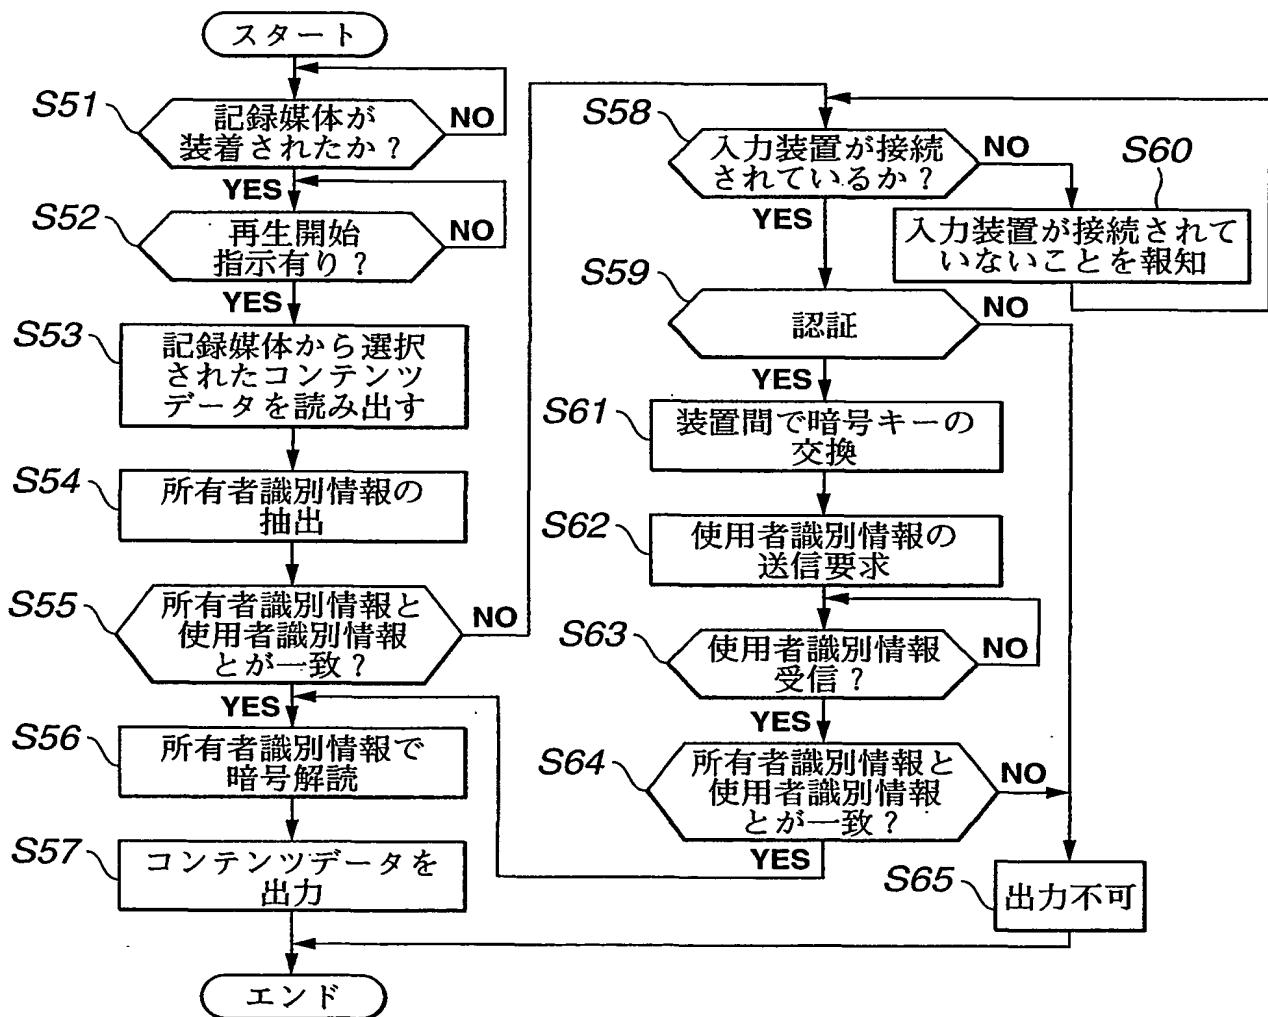 スタート
S51
記録媒体が
装着されたか?
NO
YES
S52
再生開始
指示有り?
NO
YES
S53
記録媒体から選択
されたコンテンツ
データを読み出す
S54
所有者識別情報の
抽出
S55
所有者識別情報と
使用者識別情報
とが一致?
NO
YES
S56
所有者識別情報で
暗号解読
S57
コンテンツデータを
出力
エンド
S58
入力装置が接続
されているか?
NO
YES
S60
入力装置が接続されて
いないことを報知
S59
認証
NO
YES
S61
装置間で暗号キーの
交換
S62
使用者識別情報の
送信要求
S63
使用者識別情報
受信?
NO
YES
S64
所有者識別情報と
使用者識別情報
とが一致?
NO
YES
S65
出力不可